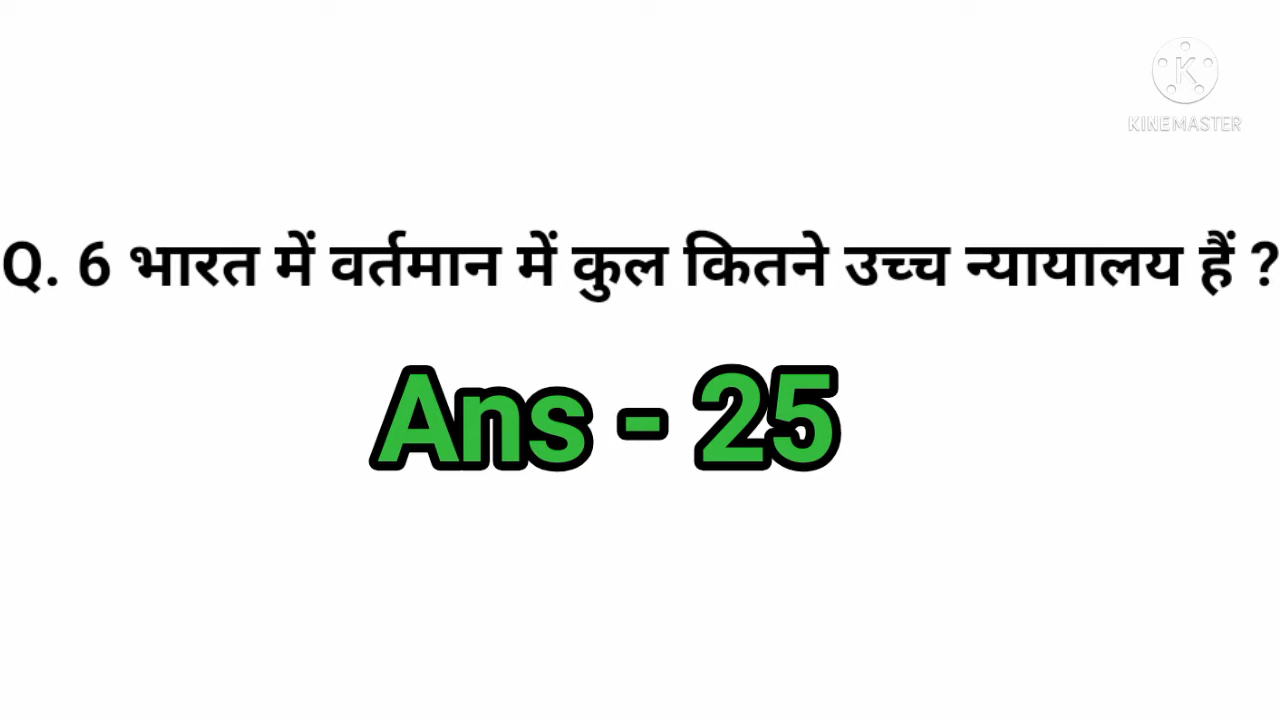 KINEMASTER
Q. 6 भारत में वर्तमान में कुल कितने उच्च न्यायालय हैं ?
Ans - 25